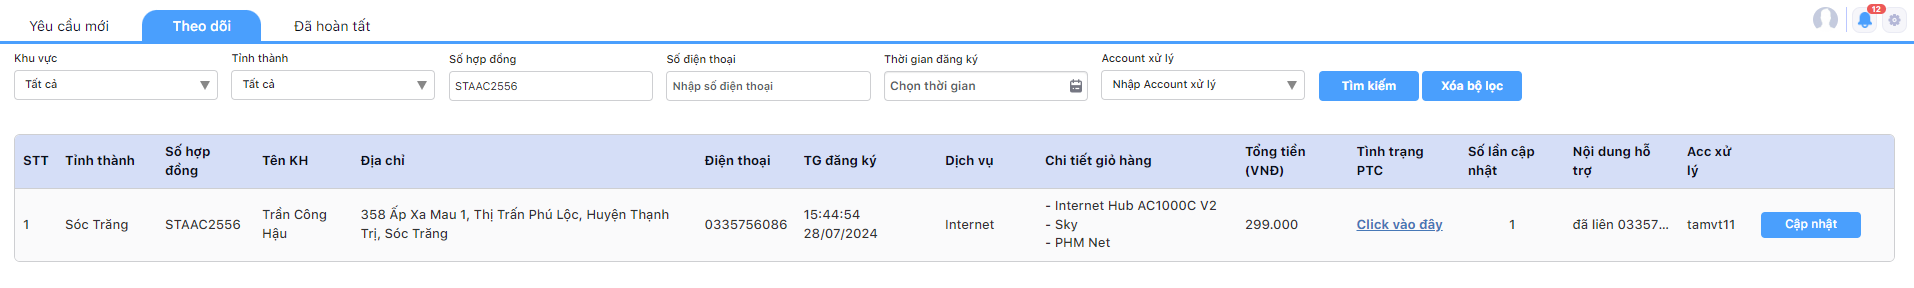 Yêu cầu mới
Theo dõi
Đã hoàn tất
12
Khu vực
Tỉnh thành
Số hợp đồng
Số điện thoại
Thời gian đăng ký
Account xử lý
Tất cả
Tất cả
STAAC2556
Nhập số điện thoại
Chọn thời gian
Nhập Account xử lý
Tìm kiếm
Xóa bộ lọc
STT
Tỉnh thành
Số hợp
đồng
Tên KH
Địa chỉ
Điện thoại
TG đăng ký
Dịch vụ
Chi tiết giỏ hàng
Tổng tiền
(VNĐ)
Tình trạng
PTC
Số lần cập
nhật
Nội dung hỗ
trợ
Acc xử
lý
1
Sóc Trăng
STAAC2556
Trần Công
Hậu
358 Ấp Xa Mau 1, Thị Trấn Phú Lộc, Huyện Thạnh
Trị, Sóc Trăng
0335756086
15:44:54
28/07/2024
Internet
- Internet Hub AC1000C V2
- Sky
- PHM Net
299.000
Click vào đây
1
đã liên 03357...
tamvt11
Cập nhật